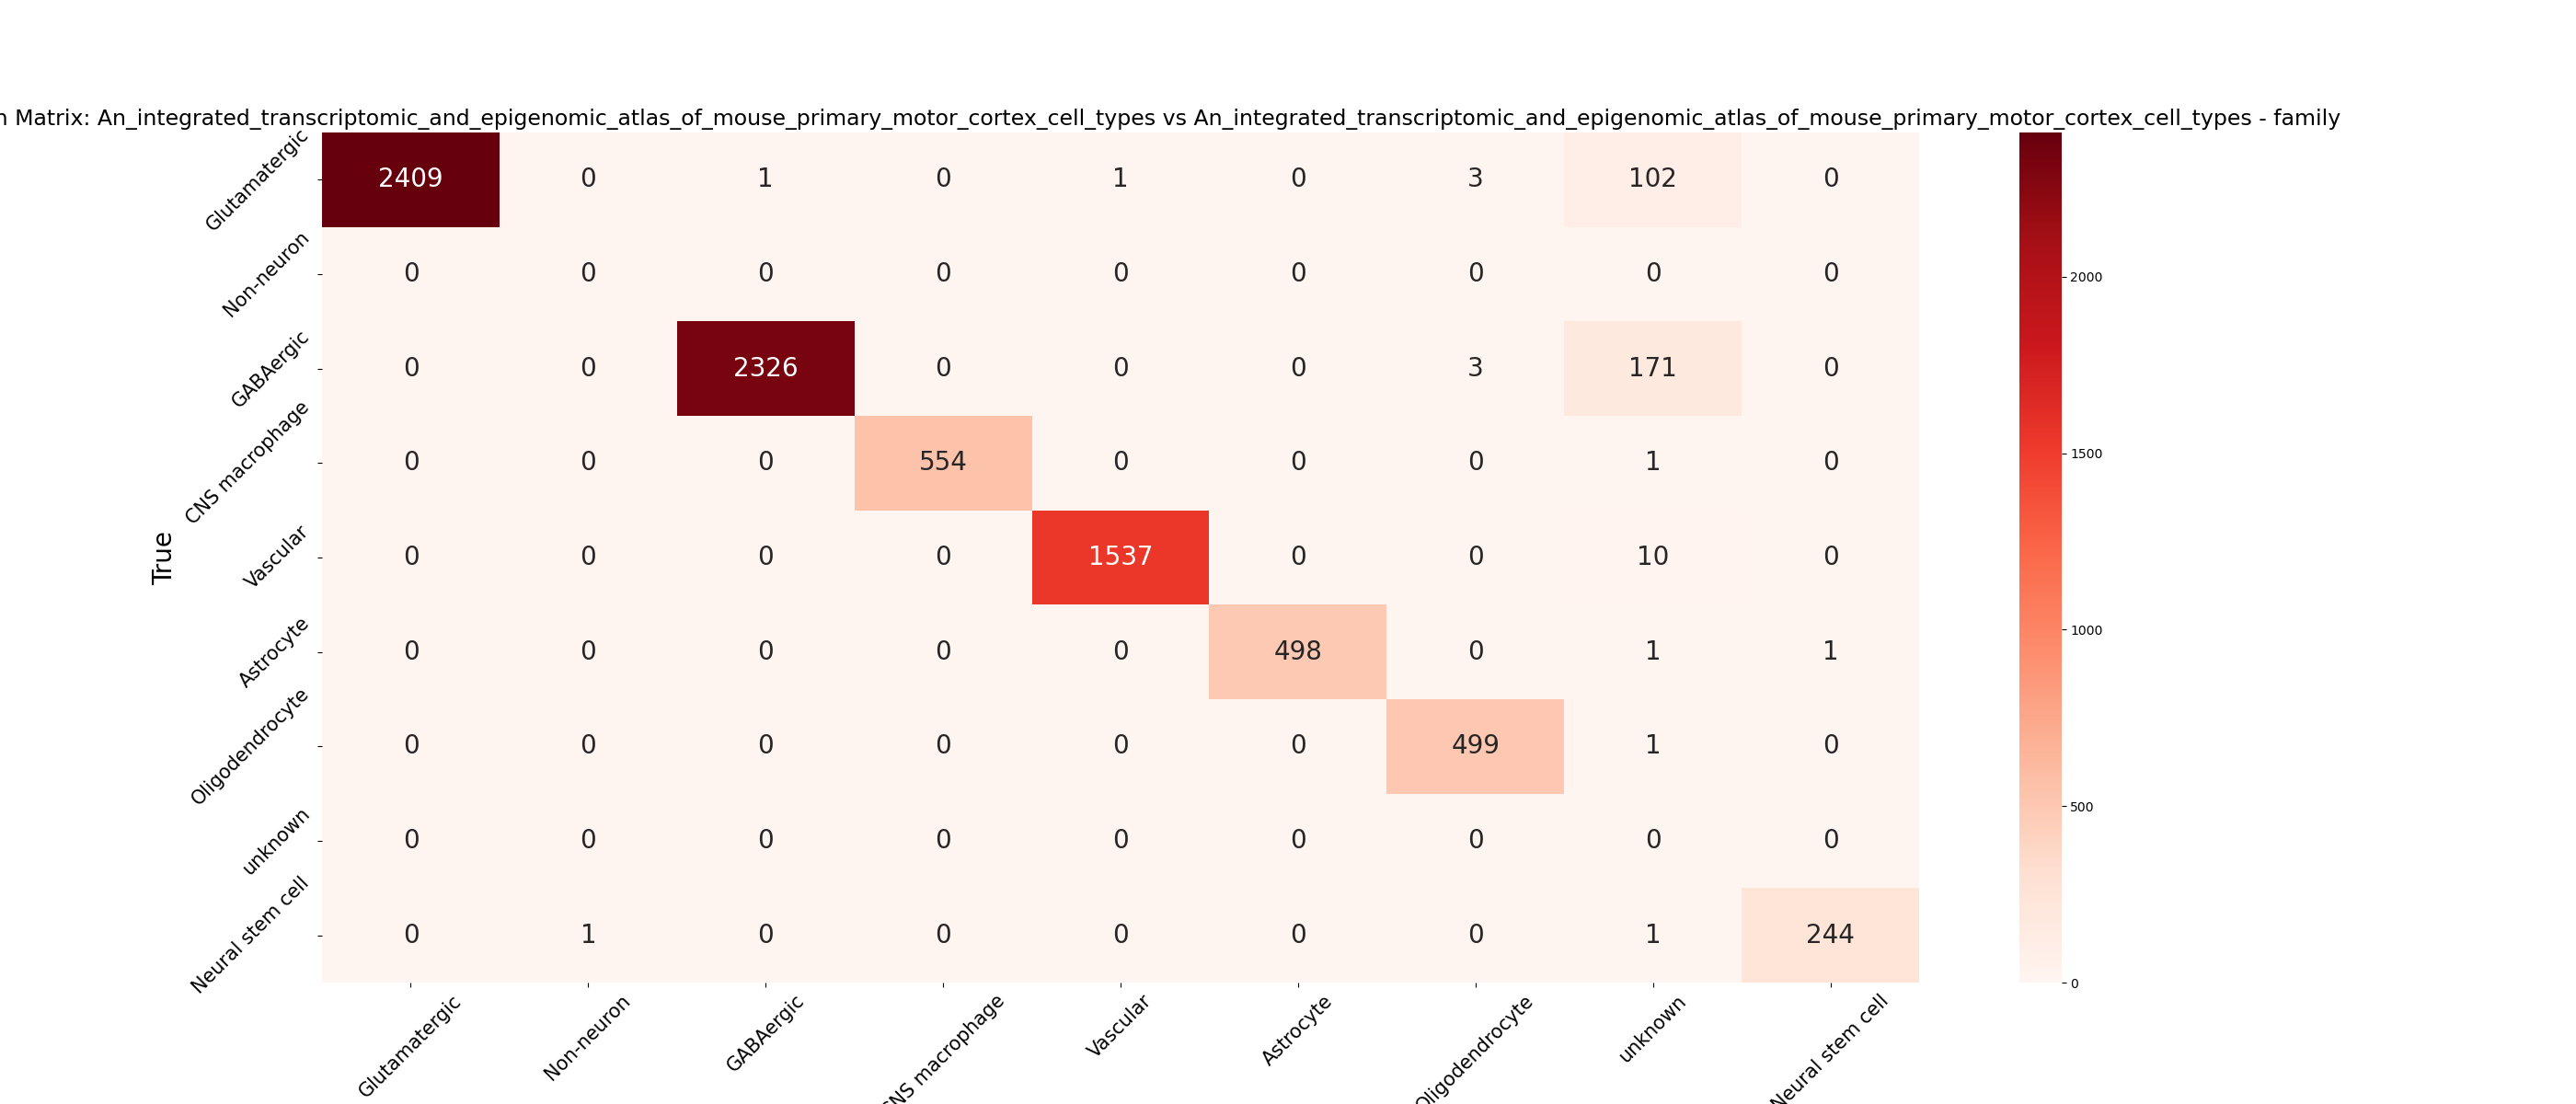 n Matrix: An_integrated_transcriptomic_and_epigenomic_atlas_of_mouse_primary_motor_cortex_cell_types vs An_integrated_transcriptomic_and_epigenomic_atlas_of_mouse_primary_motor_cortex_cell_types - family
True
Glutamatergic 2409 0 1 0 1 0 3 102 0
Non-neuron 0 0 0 0 0 0 0 0 0
GABAergic 0 0 2326 0 0 0 3 171 0
CNS macrophage 0 0 0 554 0 0 0 1 0
Vascular 0 0 0 0 1537 0 0 10 0
Astrocyte 0 0 0 0 0 498 0 1 1
Oligodendrocyte 0 0 0 0 0 0 499 1 0
unknown 0 0 0 0 0 0 0 0 0
Neural stem cell 0 1 0 0 0 0 0 1 244
Glutamatergic
Non-neuron
GABAergic
CNS macrophage
Vascular
Astrocyte
Oligodendrocyte
unknown
Neural stem cell
2000
1500
1000
500
0